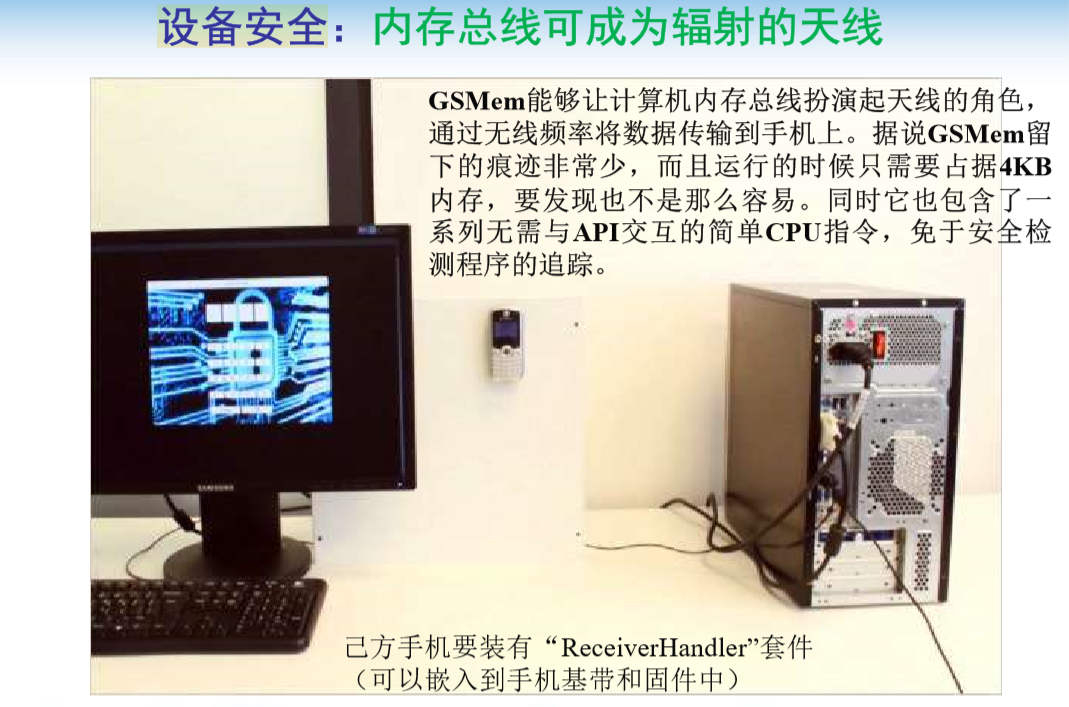 设备安全：内存总线可成为辐射的天线
GSMem能够让计算机内存总线扮演起天线的角色，
通过无线频率将数据传输到手机上。据说GSMem留
下的痕迹非常少，而且运行的时候只需要占据4KB
内存，要发现也不是那么容易。同时它也包含了一
系列无需与API交互的简单CPU指令，免于安全检
测程序的追踪。
SAMSUNG
己方手机要装有“ReceiverHandler”套件
（可以嵌入到手机基带和固件中）